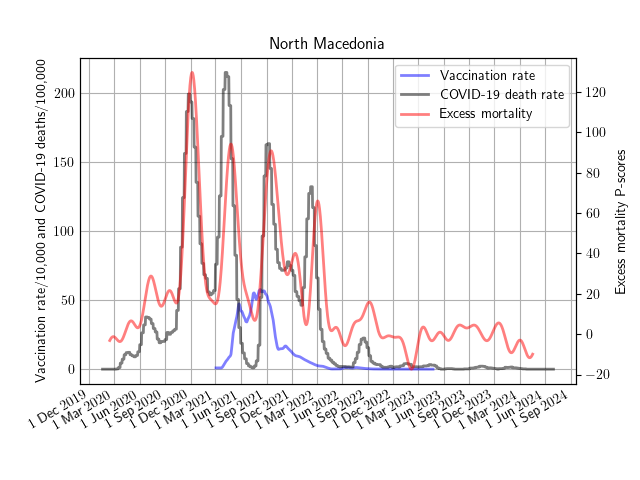 North Macedonia
Vaccination rate
COVID-19 death rate
Excess mortality
Vaccination rate/10,000 and COVID-19 deaths/100,000
200
150
100
50
0
Excess mortality P-scores
120
100
80
60
40
20
0
−20
1 Dec 2019
1 Mar 2020
1 Jun 2020
1 Sep 2020
1 Dec 2020
1 Mar 2021
1 Jun 2021
1 Sep 2021
1 Dec 2021
1 Mar 2022
1 Jun 2022
1 Sep 2022
1 Dec 2022
1 Mar 2023
1 Jun 2023
1 Sep 2023
1 Dec 2023
1 Mar 2024
1 Jun 2024
1 Sep 2024